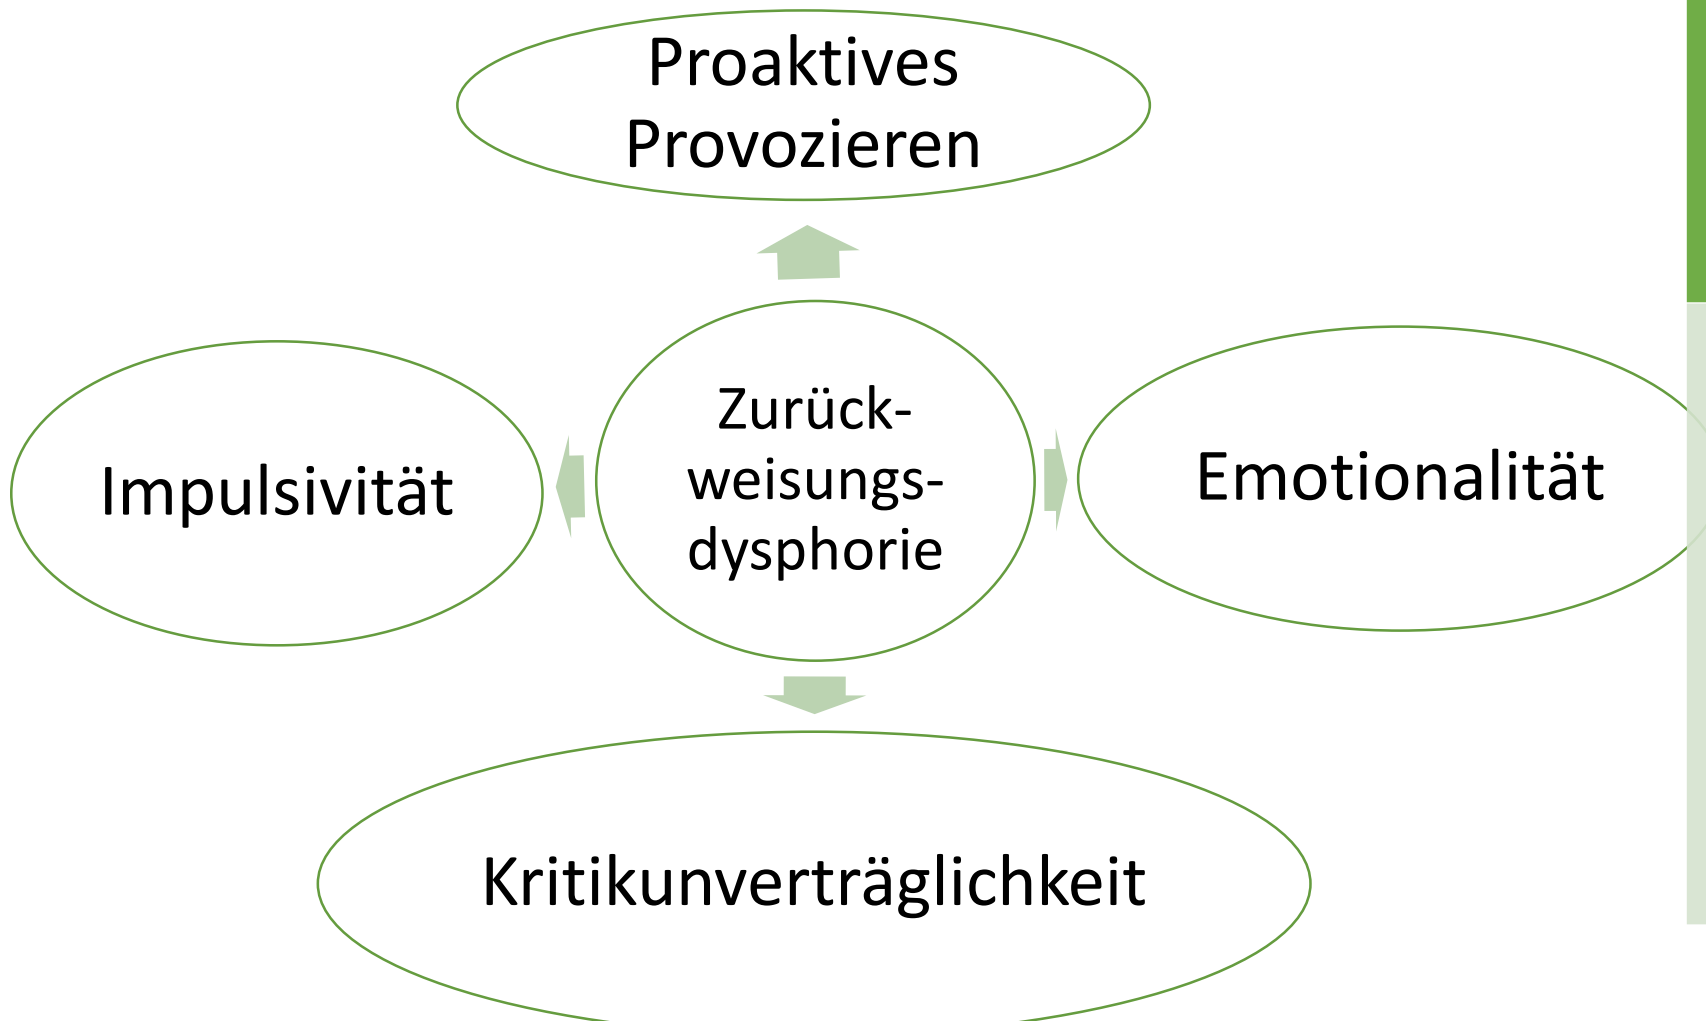 Proaktives
Provozieren
Impulsivität
Zurück-
weisungs-
dysphorie
Emotionalität
Kritikunverträglichkeit